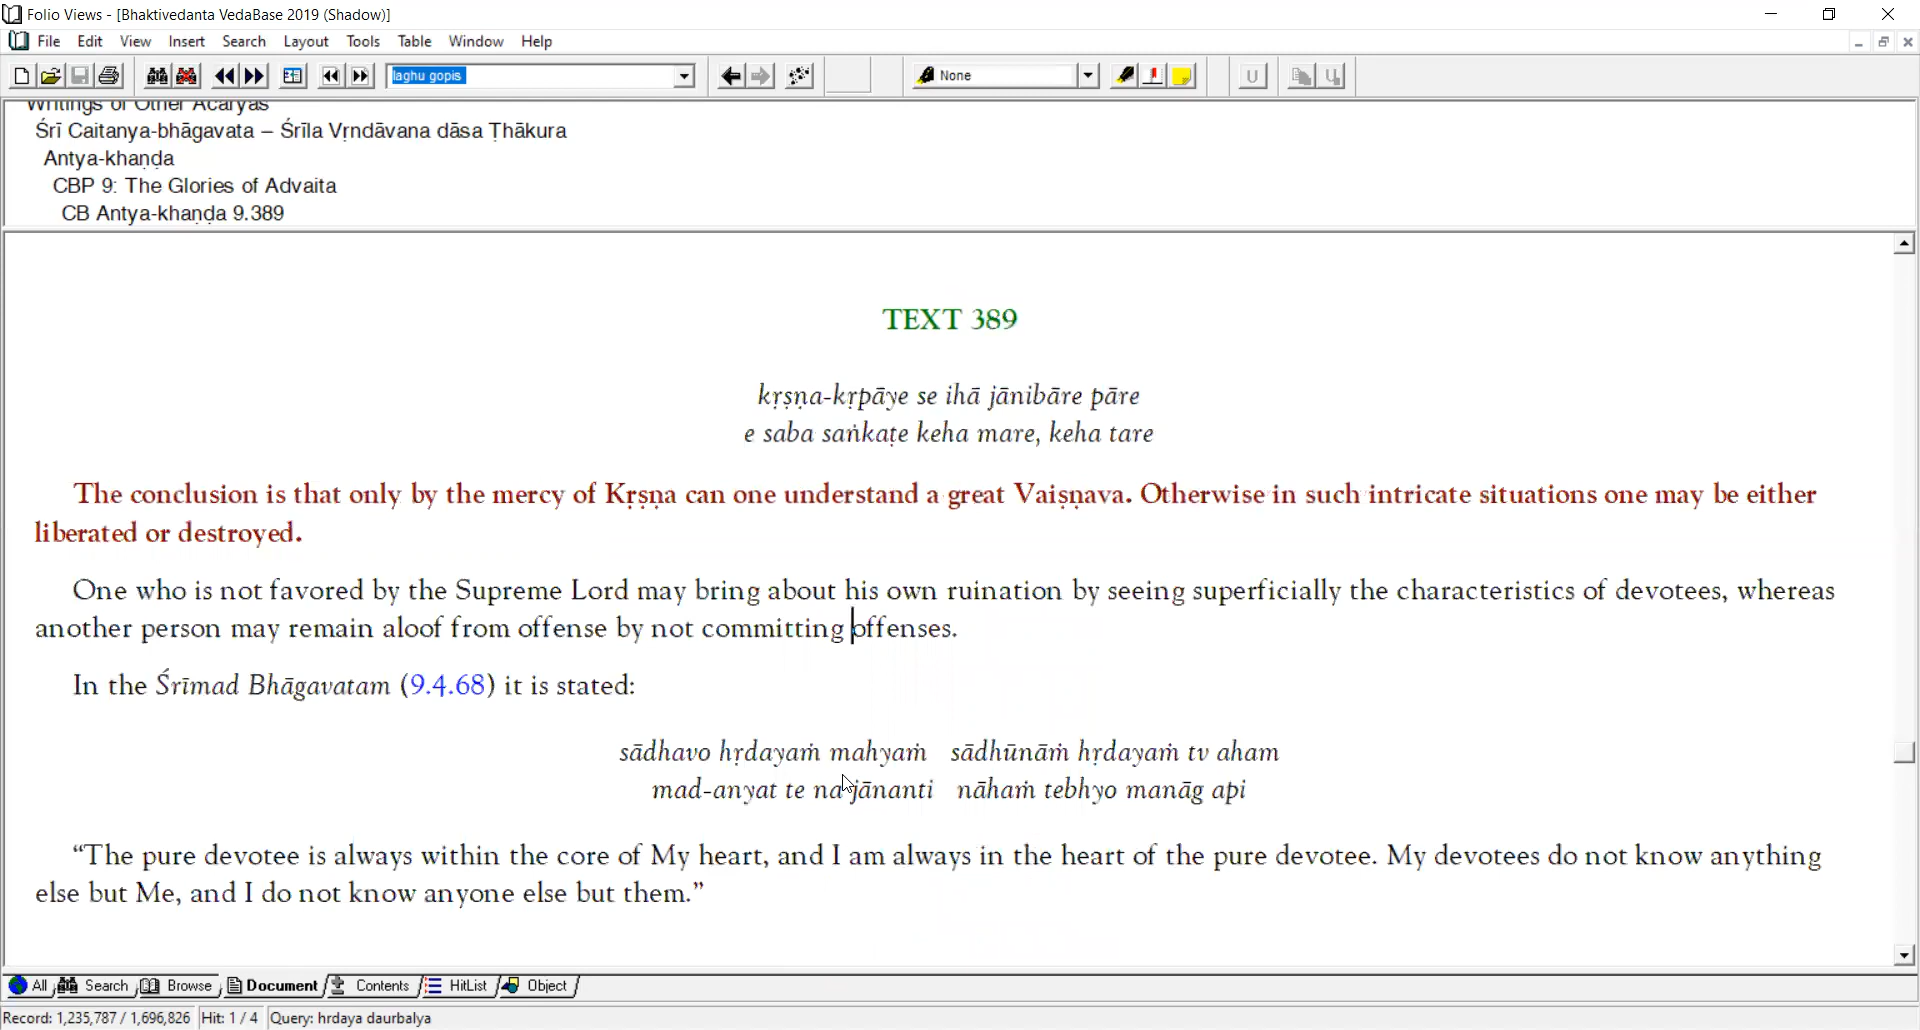 Folio Views - [Bhaktivedanta VedaBase 2019 (Shadow)]
File Edit View Insert Search Layout Tools Table Window Help
laghu gopis None
Writings of Other Acaryas
Śrī Caitanya-bhāgavata – Śrīla Vṛndāvana dāsa Ṭhākura
Antya-khaṇḍa
CBP 9: The Glories of Advaita
CB Antya-khaṇḍa 9.389
TEXT 389
kṛṣṇa-kṛpāye se ihā jānibāre pāre
e saba saṅkaṭe keha mare, keha tare
The conclusion is that only by the mercy of Kṛṣṇa can one understand a great Vaiṣṇava. Otherwise in such intricate situations one may be either
liberated or destroyed.
One who is not favored by the Supreme Lord may bring about his own ruination by seeing superficially the characteristics of devotees, whereas
another person may remain aloof from offense by not committing offenses.
In the Śrīmad Bhāgavatam (9.4.68) it is stated:
sādhavo hṛdayaṁ mahyaṁ sādhūnāṁ hṛdayaṁ tv aham
mad-anyat te na jānanti nāhaṁ tebhyo manāg api
“The pure devotee is always within the core of My heart, and I am always in the heart of the pure devotee. My devotees do not know anything
else but Me, and I do not know anyone else but them.”
All Search Browse Document Contents HitList Object
Record: 1,235,787 / 1,696,826 Hit: 1 / 4 Query: hrdaya daurbalya